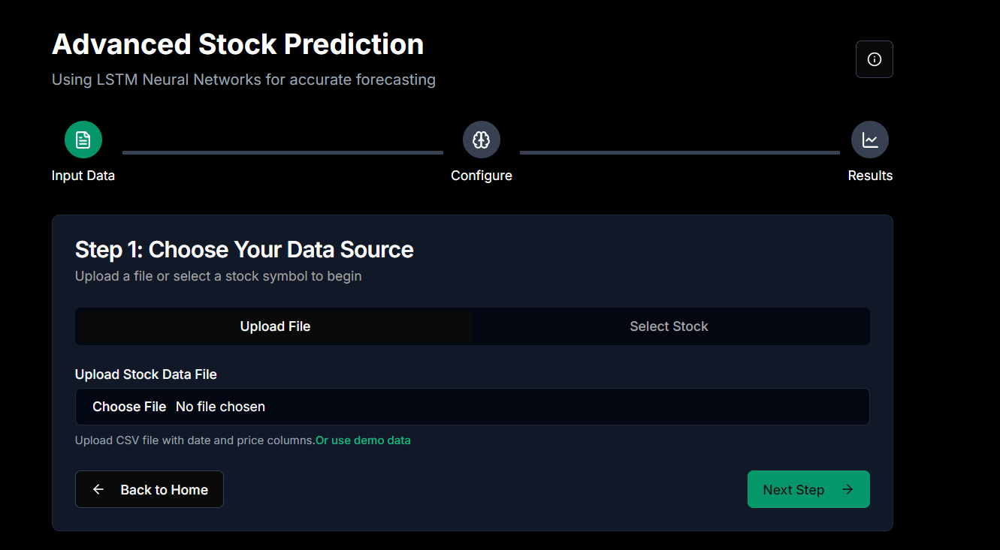 Advanced Stock Prediction
Using LSTM Neural Networks for accurate forecasting
Input Data
Configure
Results
Step 1: Choose Your Data Source
Upload a file or select a stock symbol to begin
Upload File
Select Stock
Upload Stock Data File
Choose File No file chosen
Upload CSV file with date and price columns.Or use demo data
Back to Home
Next Step